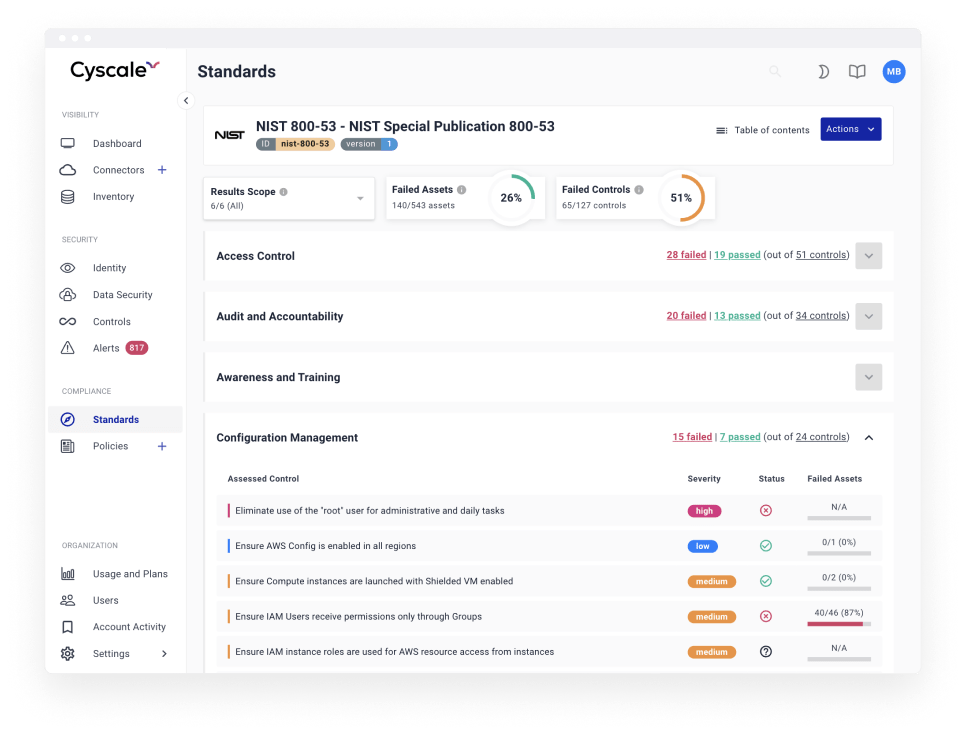 Cyscale
Standards
MB
VISIBILITY
Dashboard
Connectors +
Inventory
SECURITY
Identity
Data Security
Controls
Alerts 817
COMPLIANCE
Standards
Policies +
ORGANIZATION
Usage and Plans
Users
Account Activity
Settings
NIST
NIST 800-53 - NIST Special Publication 800-53
ID nist-800-53 version 1
Table of contents
Actions
Results Scope
6/6 (All)
Failed Assets
140/543 assets
26%
Failed Controls
65/127 controls
51%
Access Control
28 failed | 19 passed (out of 51 controls)
Audit and Accountability
20 failed | 13 passed (out of 34 controls)
Awareness and Training
Configuration Management
15 failed | 7 passed (out of 24 controls)
Assessed Control Severity Status Failed Assets
Eliminate use of the "root" user for administrative and daily tasks high N/A
Ensure AWS Config is enabled in all regions low 0/1 (0%)
Ensure Compute instances are launched with Shielded VM enabled medium 0/2 (0%)
Ensure IAM Users receive permissions only through Groups medium 40/46 (87%)
Ensure IAM instance roles are used for AWS resource access from instances medium N/A